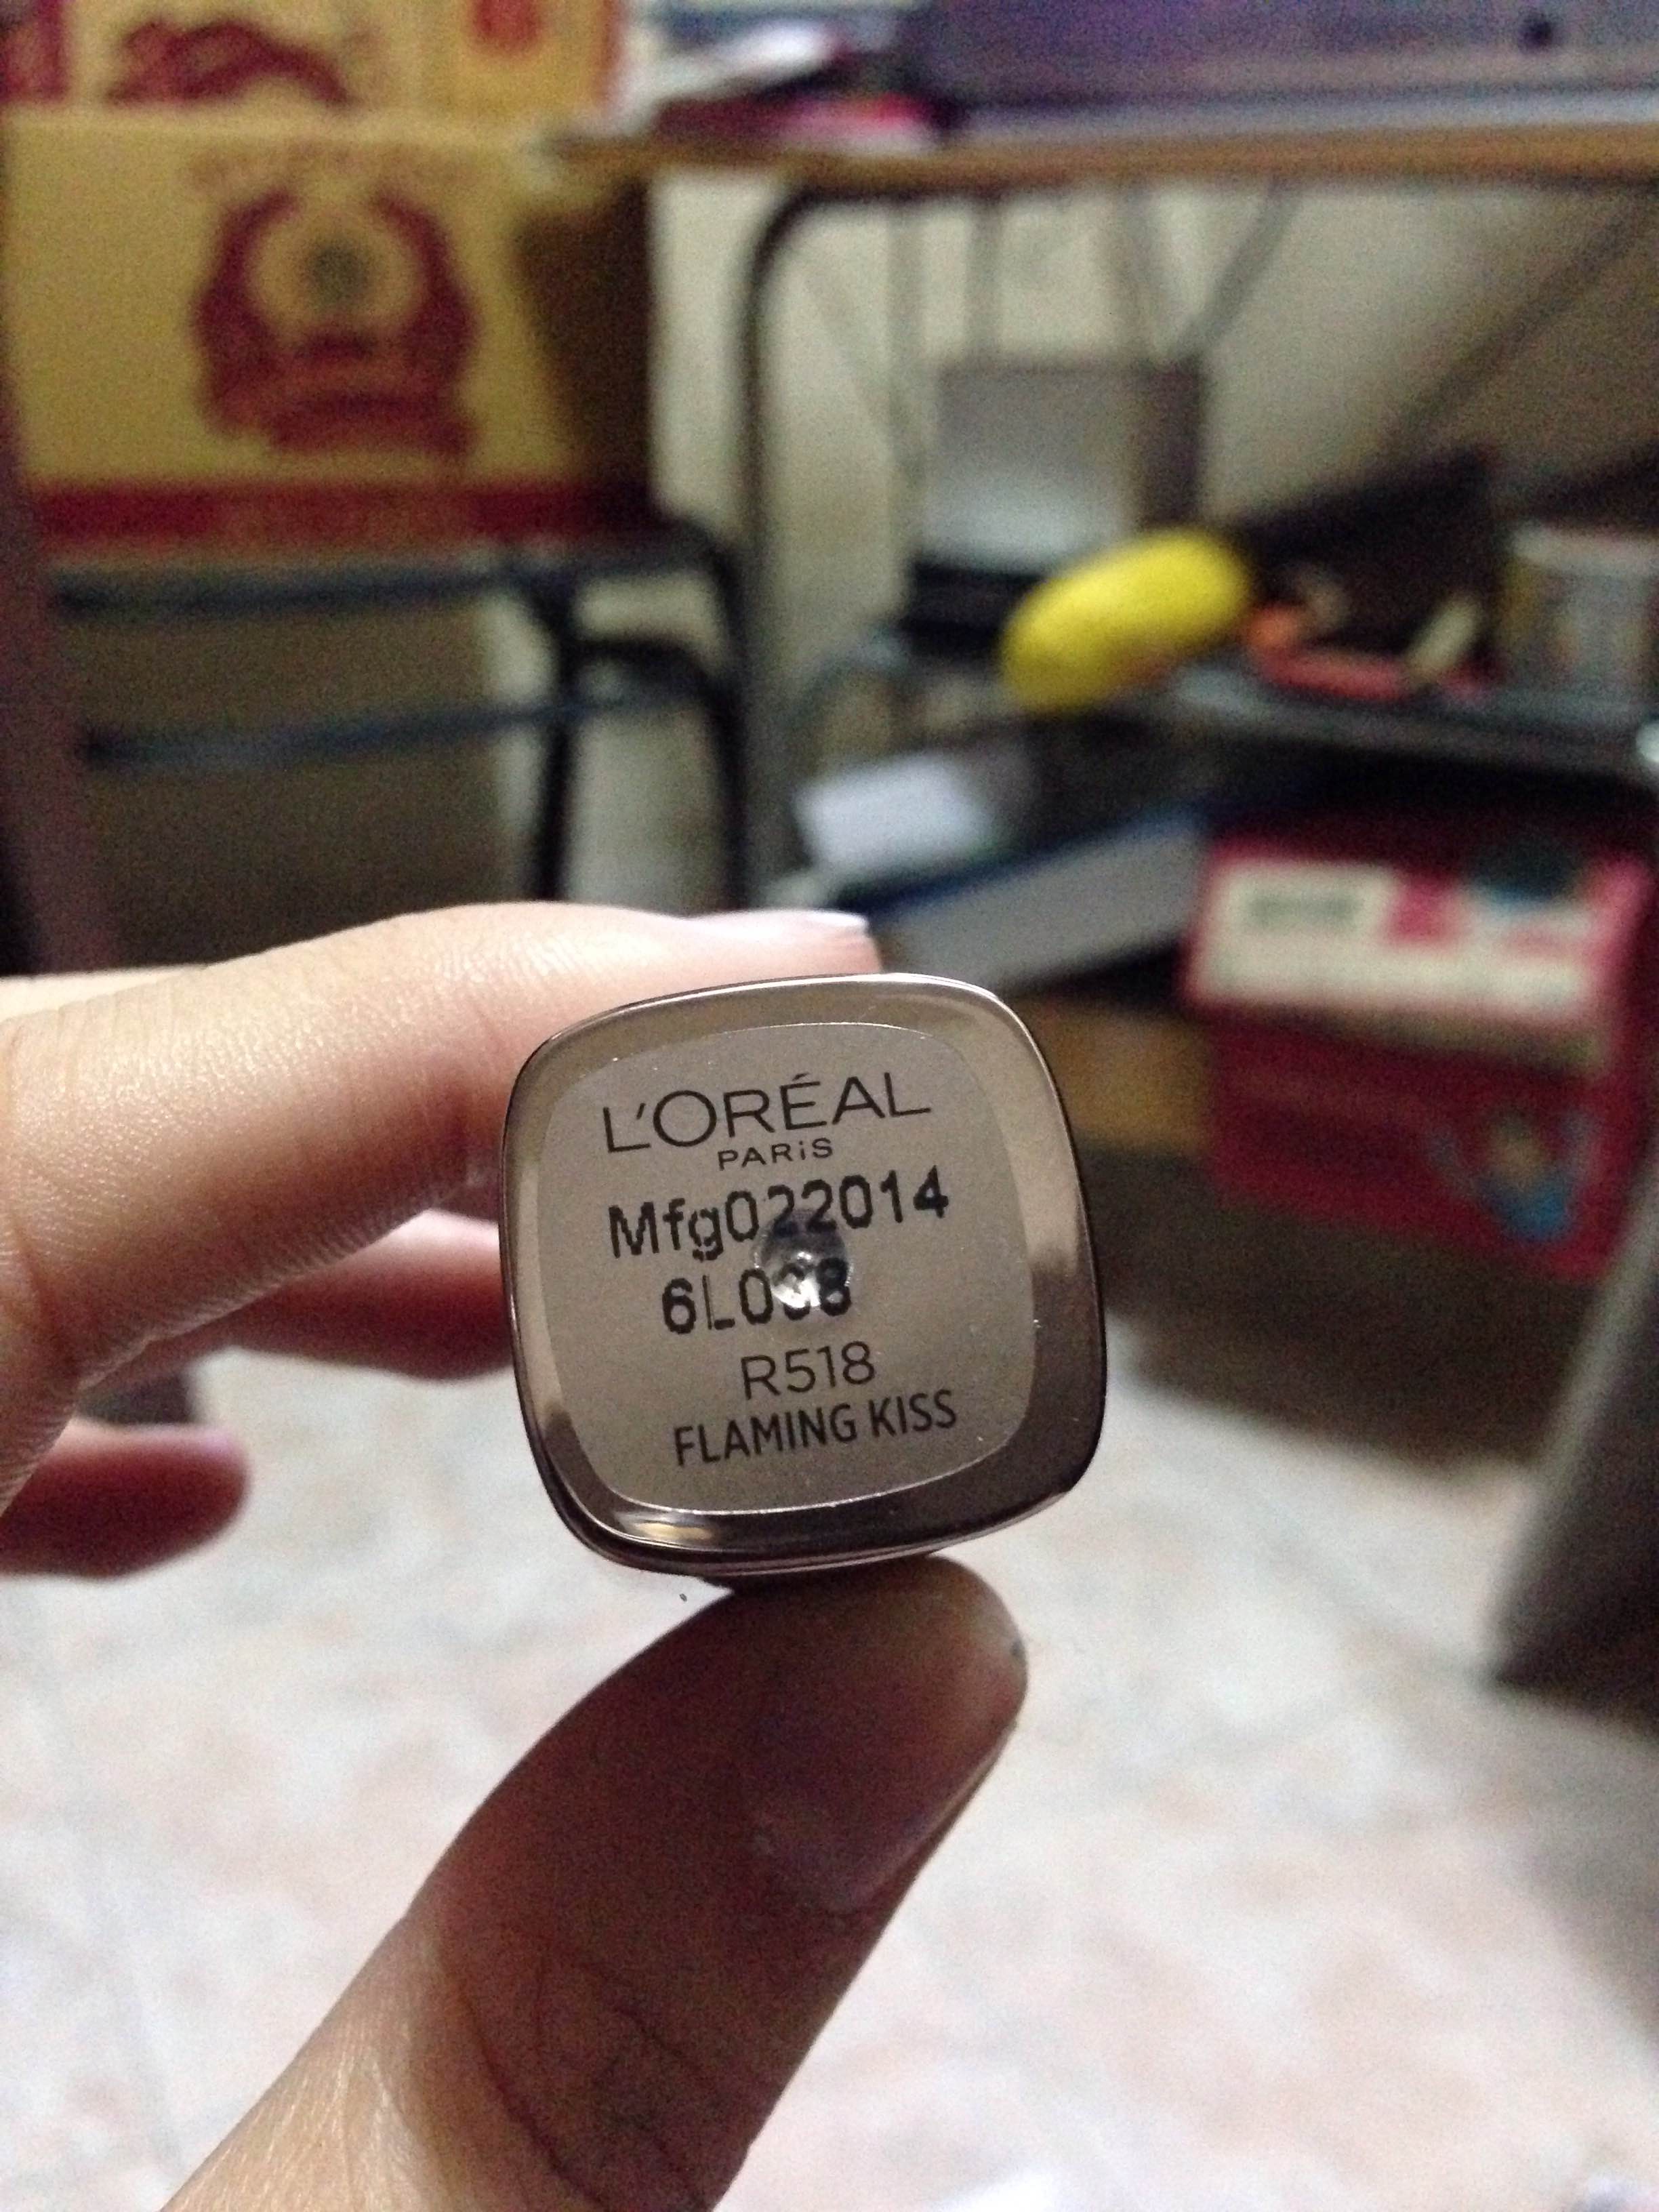 L'ORÉAL
PARiS
Mfg022014
R518
FLAMING KISS